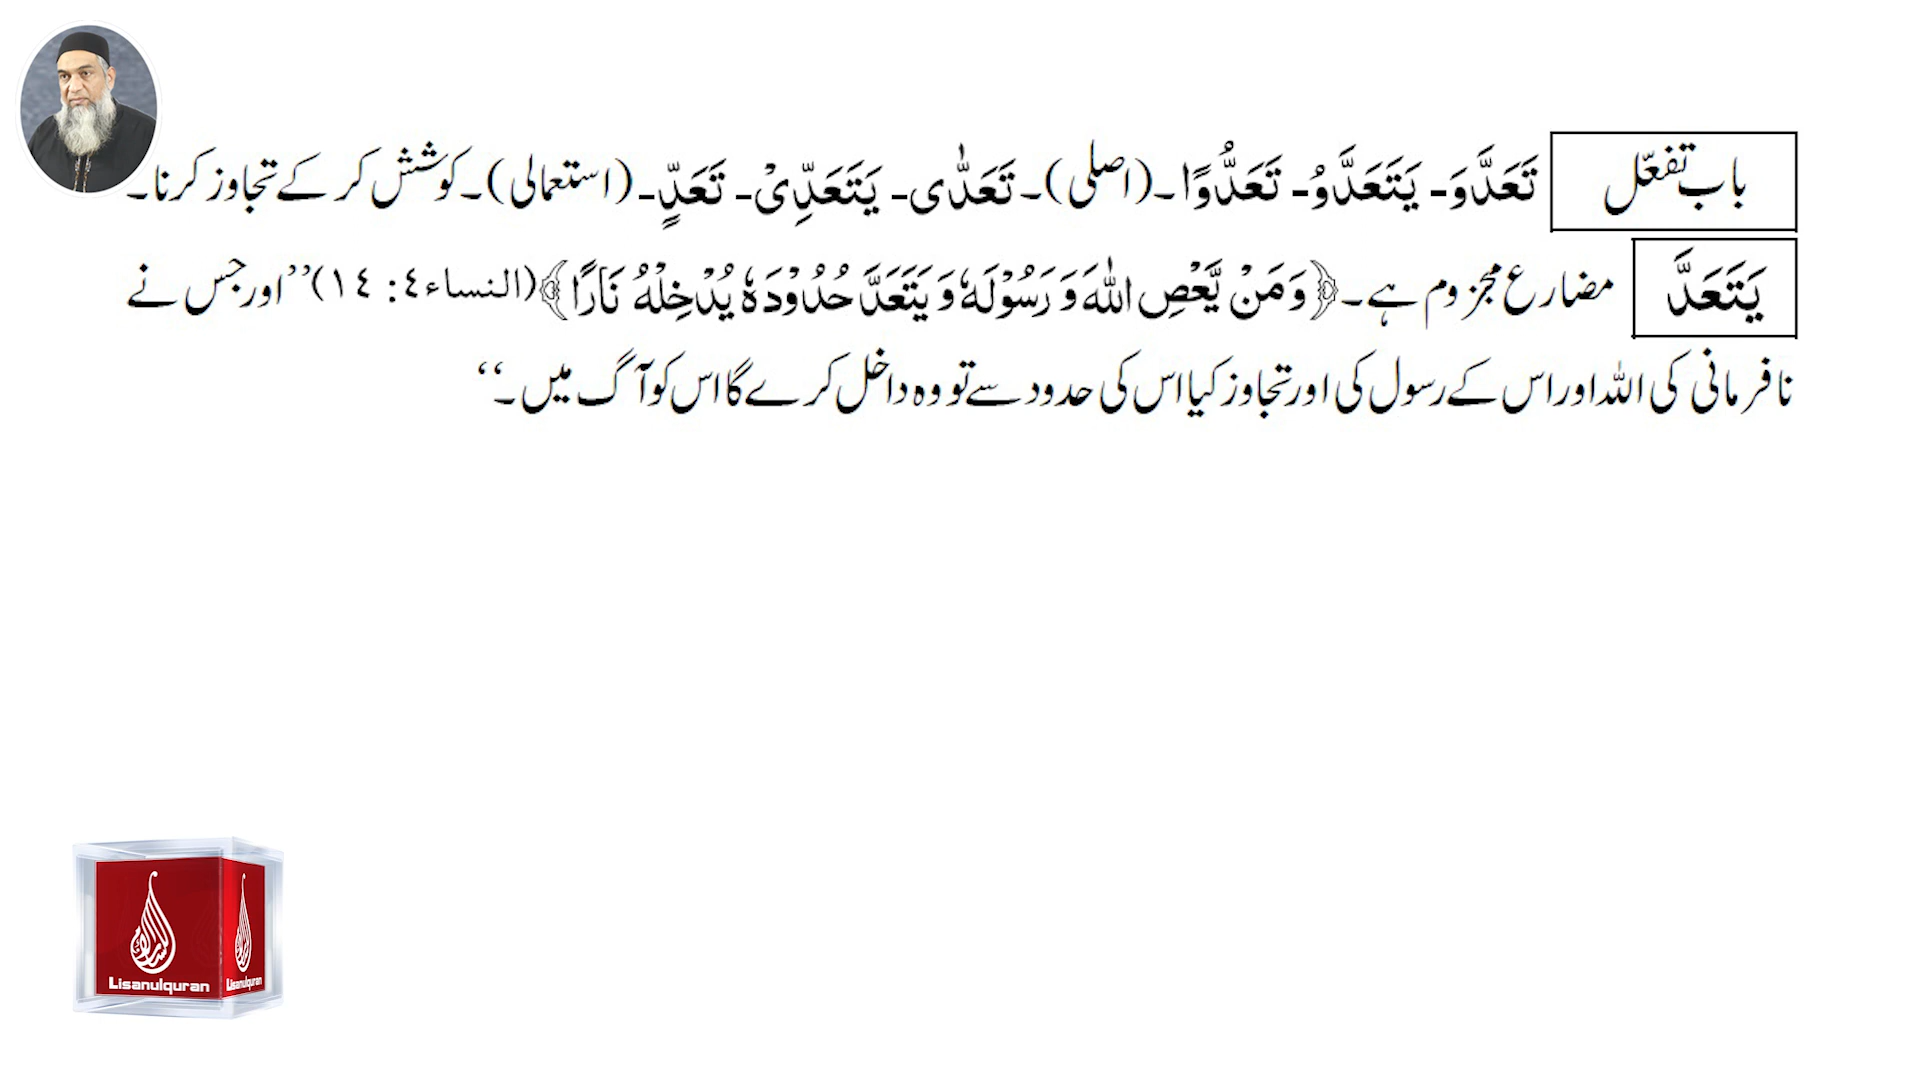 باب تفعّل تَعَدَّوَ۔ يَتَعَدَّوُ۔ تَعَدُّوًا۔(اصلی)۔ تَعَدّٰی۔ يَتَعَدِّیْ۔ تَعَدٍّ۔(استعمالی)۔کوشش کر کے تجاوز کرنا۔
يَتَعَدَّ مضارع مجزوم ہے۔﴿وَ مَنْ يَّعْصِ اللّٰهَ وَ رَسُوْلَهٗ وَ يَتَعَدَّ حُدُوْدَهٗ يُدْخِلْهُ نَارًا﴾(النساء٤: ١٤)’’اور جس نے
نافرمانی کی اللہ اور اس کے رسول کی اور تجاوز کیا اس کی حدود سے تو وہ داخل کرے گا اس کو آگ میں۔‘‘
Lisanulquran
Lisanulquran